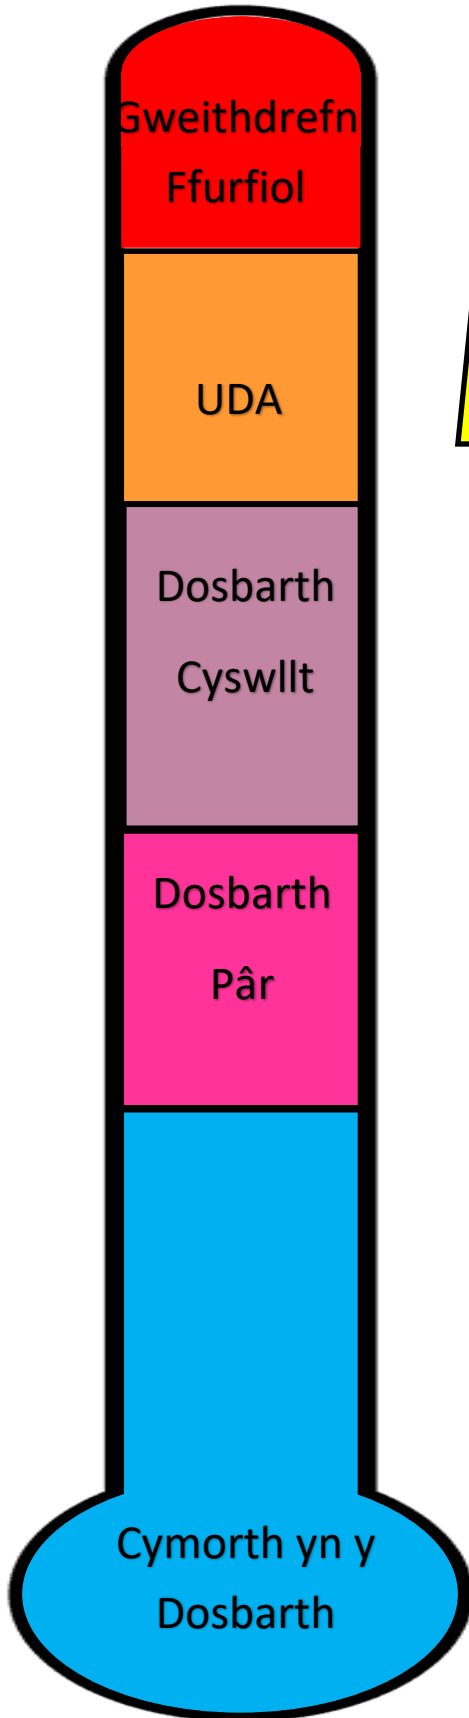 Gweithdrefn
Ffurfiol
UDA
Dosbarth
Cyswllt
Dosbarth
Pâr
Cymorth yn y
Dosbarth